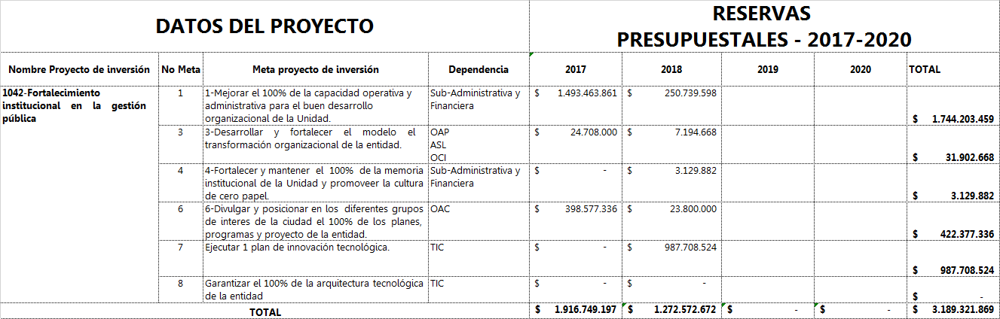 DATOS DEL PROYECTO
RESERVAS
PRESUPUESTALES - 2017-2020
Nombre Proyecto de inversión No Meta Meta proyecto de inversión Dependencia 2017 2018 2019 2020 TOTAL
1042-Fortalecimiento institucional en la gestión pública
1 1-Mejorar el 100% de la capacidad operativa y Sub-Administrativa y $ 1.493.463.861 $ 250.739.598
administrativa para el buen desarrollo Financiera
organizacional de la Unidad.
$ 1.744.203.459
3 3-Desarrollar y fortalecer el modelo el OAP $ 24.708.000 $ 7.194.668
transformación organizacional de la entidad. ASL
OCI $ 31.902.668
4 4-Fortalecer y mantener el 100% de la memoria Sub-Administrativa y $ - $ 3.129.882
institucional de la Unidad y promoveer la cultura Financiera
de cero papel. $ 3.129.882
6 6-Divulgar y posicionar en los diferentes grupos OAC $ 398.577.336 $ 23.800.000
de interes de la ciudad el 100% de los planes,
programas y proyecto de la entidad. $ 422.377.336
7 Ejecutar 1 plan de innovación tecnológica. TIC $ - $ 987.708.524
$ 987.708.524
8 Garantizar el 100% de la arquitectura tecnológica TIC $ - $ -
de la entidad $ -
TOTAL $ 1.916.749.197 $ 1.272.572.672 $ - $ - $ 3.189.321.869